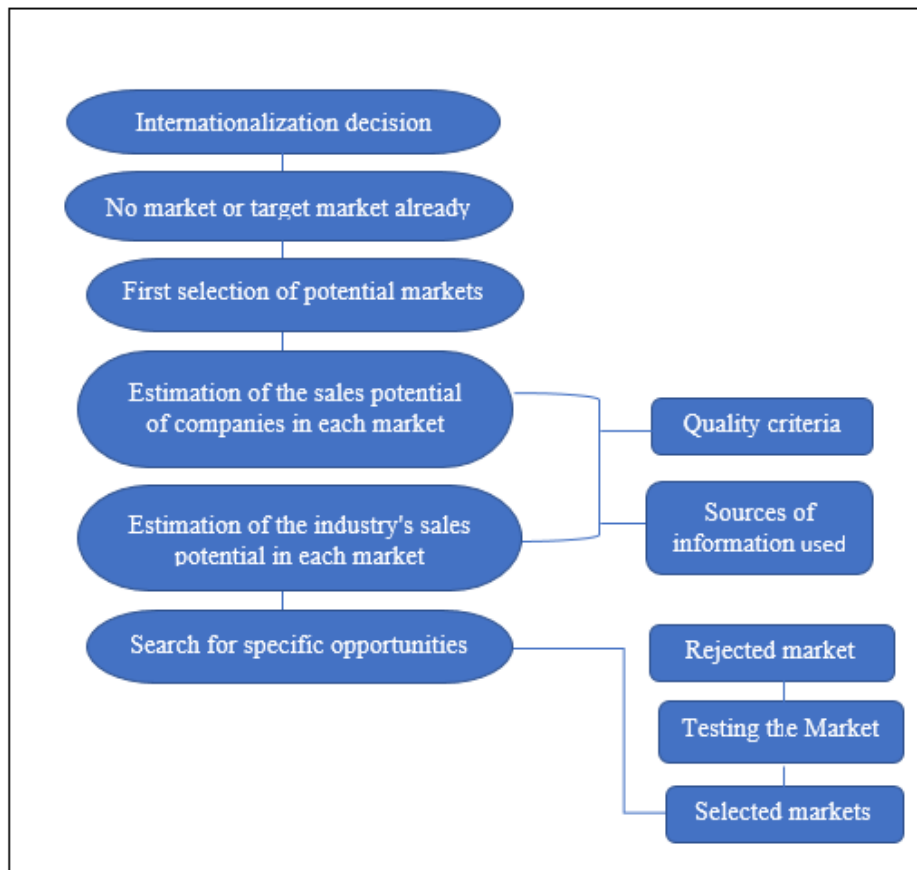 Internationalization decision
No market or target market already
First selection of potential markets
Estimation of the sales potential
of companies in each market
Quality criteria
Estimation of the industry's sales
potential in each market
Sources of
information used
Search for specific opportunities
Rejected market
Testing the Market
Selected markets